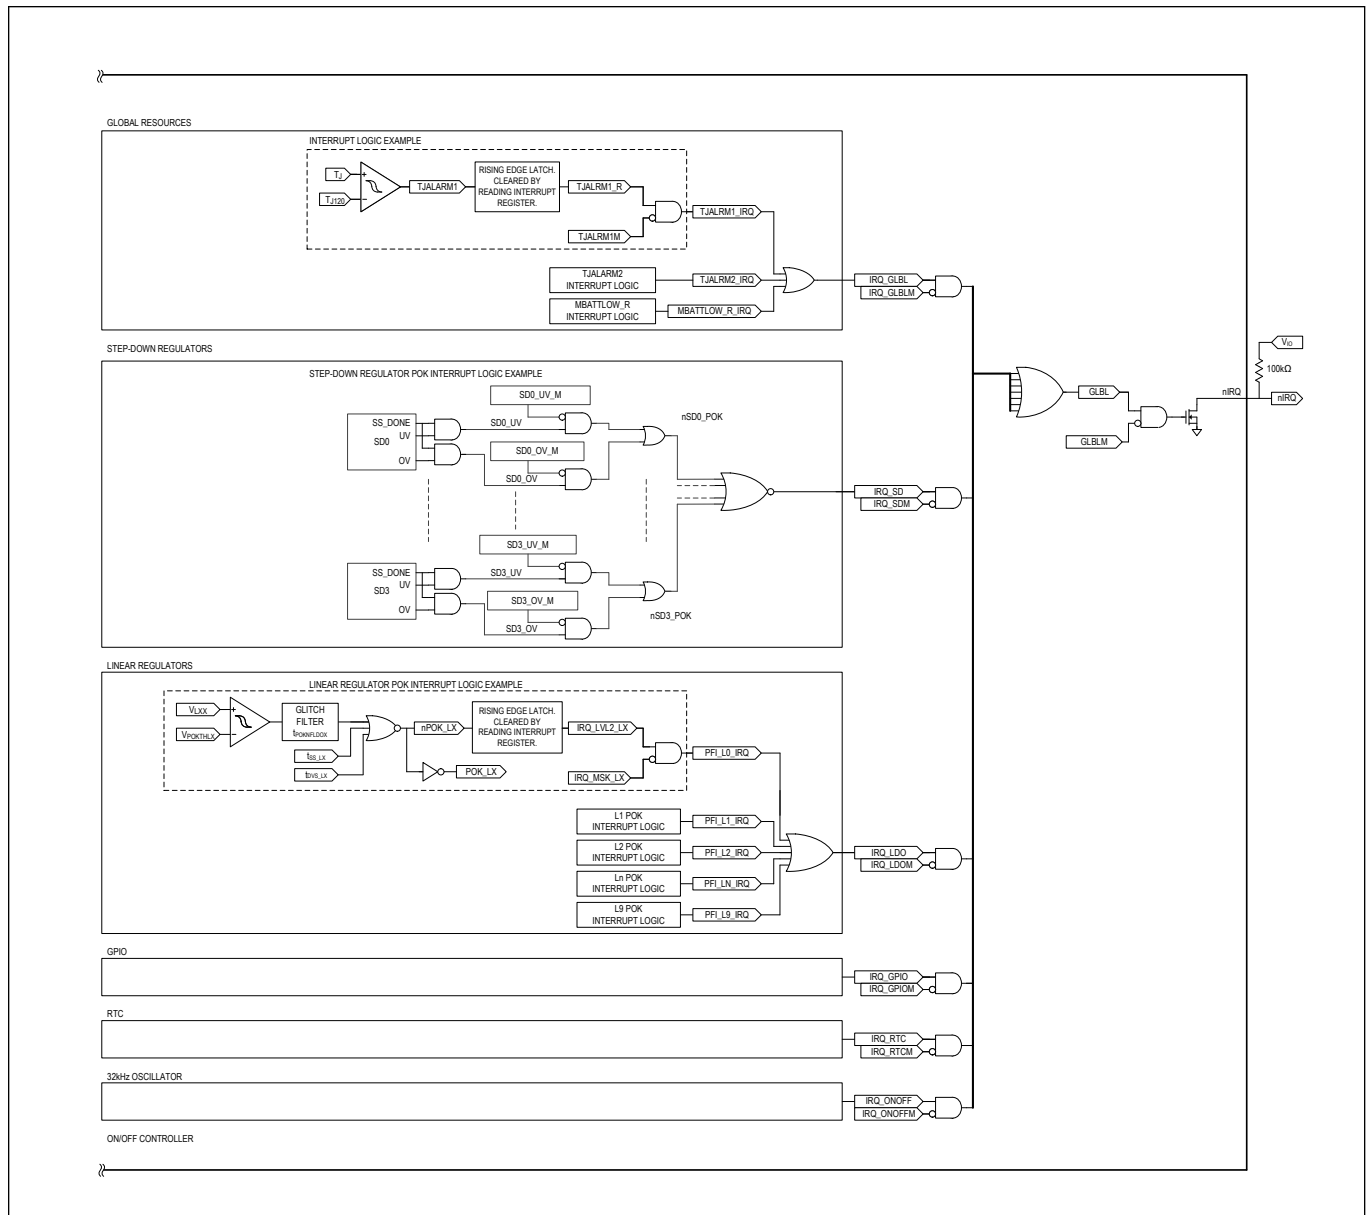 GLOBAL RESOURCES
INTERRUPT LOGIC EXAMPLE
TJ
TJ120
TJALARM1
RISING EDGE LATCH.
CLEARED BY
READING INTERRUPT
REGISTER.
TJALRM1_R
TJALRM1M
TJALRM1_IRQ
TJALARM2
INTERRUPT LOGIC
TJALRM2_IRQ
MBATTLOW_R
INTERRUPT LOGIC
MBATTLOW_R_IRQ
IRQ_GLBL
IRQ_GLBLM
STEP-DOWN REGULATORS
STEP-DOWN REGULATOR POK INTERRUPT LOGIC EXAMPLE
SD0_UV_M
SS_DONE
SD0
UV
OV
SD0_UV
SD0_OV_M
SD0_OV
nSD0_POK
SD3_UV_M
SS_DONE
UV
SD3
OV
SD3_UV
SD3_OV_M
SD3_OV
nSD3_POK
IRQ_SD
IRQ_SDM
GLBL
GLBLM
nIRQ
VIO
100kΩ
nIRQ
LINEAR REGULATORS
LINEAR REGULATOR POK INTERRUPT LOGIC EXAMPLE
VLXX
VPOKTHLX
GLITCH
FILTER
tPOKNFLDOX
tSS_LX
tDVS_LX
nPOK_LX
POK_LX
RISING EDGE LATCH.
CLEARED BY
READING INTERRUPT
REGISTER.
IRQ_LVL2_LX
IRQ_MSK_LX
PFI_L0_IRQ
L1 POK
INTERRUPT LOGIC
PFI_L1_IRQ
L2 POK
INTERRUPT LOGIC
PFI_L2_IRQ
Ln POK
INTERRUPT LOGIC
PFI_LN_IRQ
L9 POK
INTERRUPT LOGIC
PFI_L9_IRQ
IRQ_LDO
IRQ_LDOM
GPIO
IRQ_GPIO
IRQ_GPIOM
RTC
IRQ_RTC
IRQ_RTCM
32kHz OSCILLATOR
IRQ_ONOFF
IRQ_ONOFFM
ON/OFF CONTROLLER